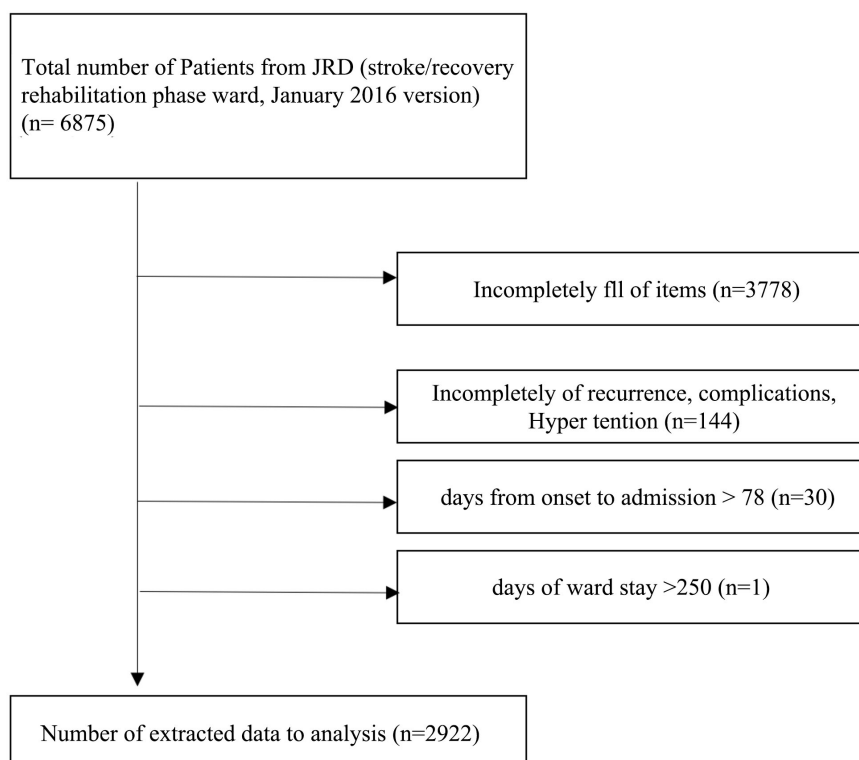 Total number of Patients from JRD (stroke/recovery
rehabilitation phase ward, January 2016 version)
(n= 6875)
Incompletely fll of items (n=3778)
Incompletely of recurrence, complications,
Hyper tention (n=144)
days from onset to admission > 78 (n=30)
days of ward stay >250 (n=1)
Number of extracted data to analysis (n=2922)